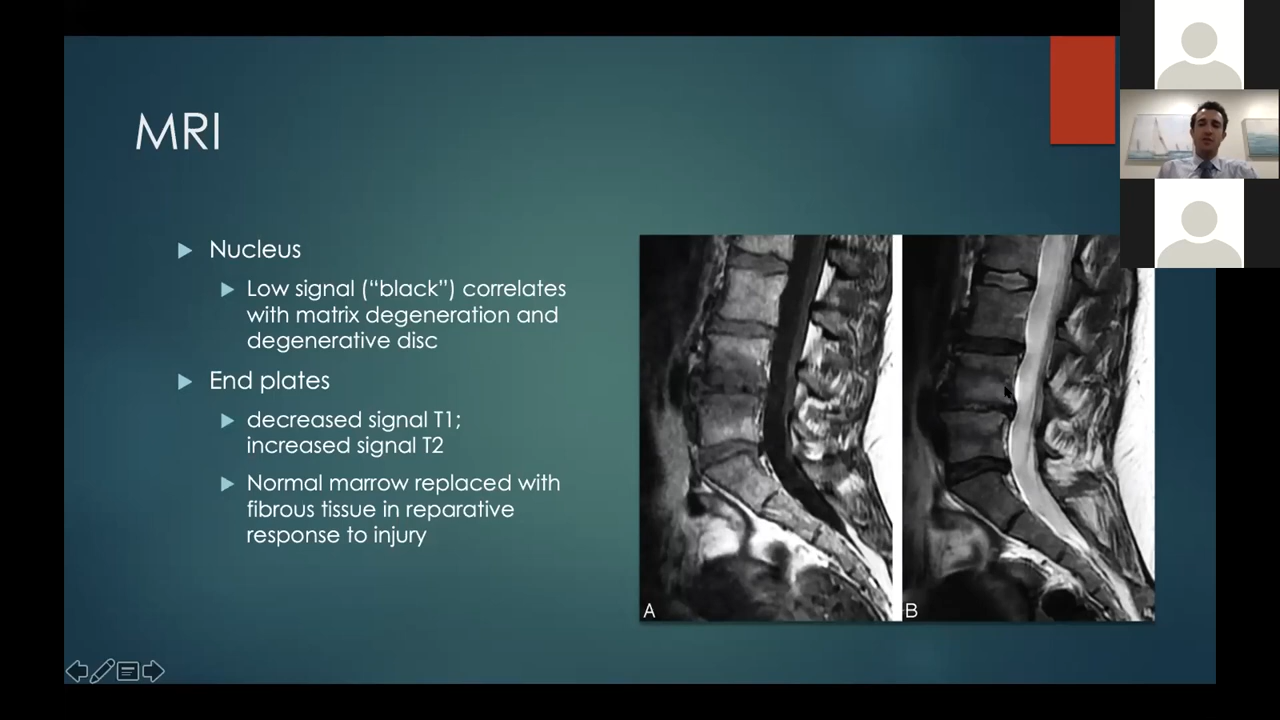 MRI
Nucleus
Low signal (“black”) correlates
with matrix degeneration and
degenerative disc
End plates
decreased signal T1;
increased signal T2
Normal marrow replaced with
fibrous tissue in reparative
response to injury
A
B